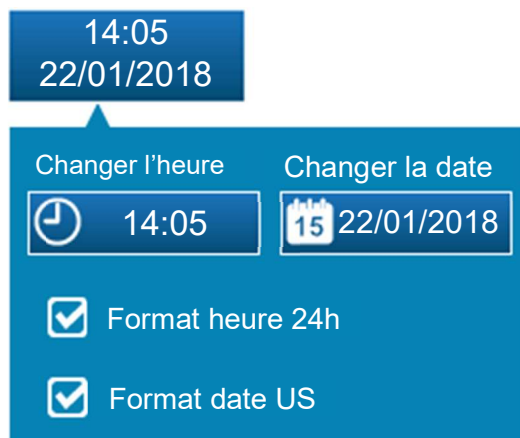 14:05
22/01/2018
Changer l’heure
Changer la date
14:05
15
22/01/2018
Format heure 24h
Format date US